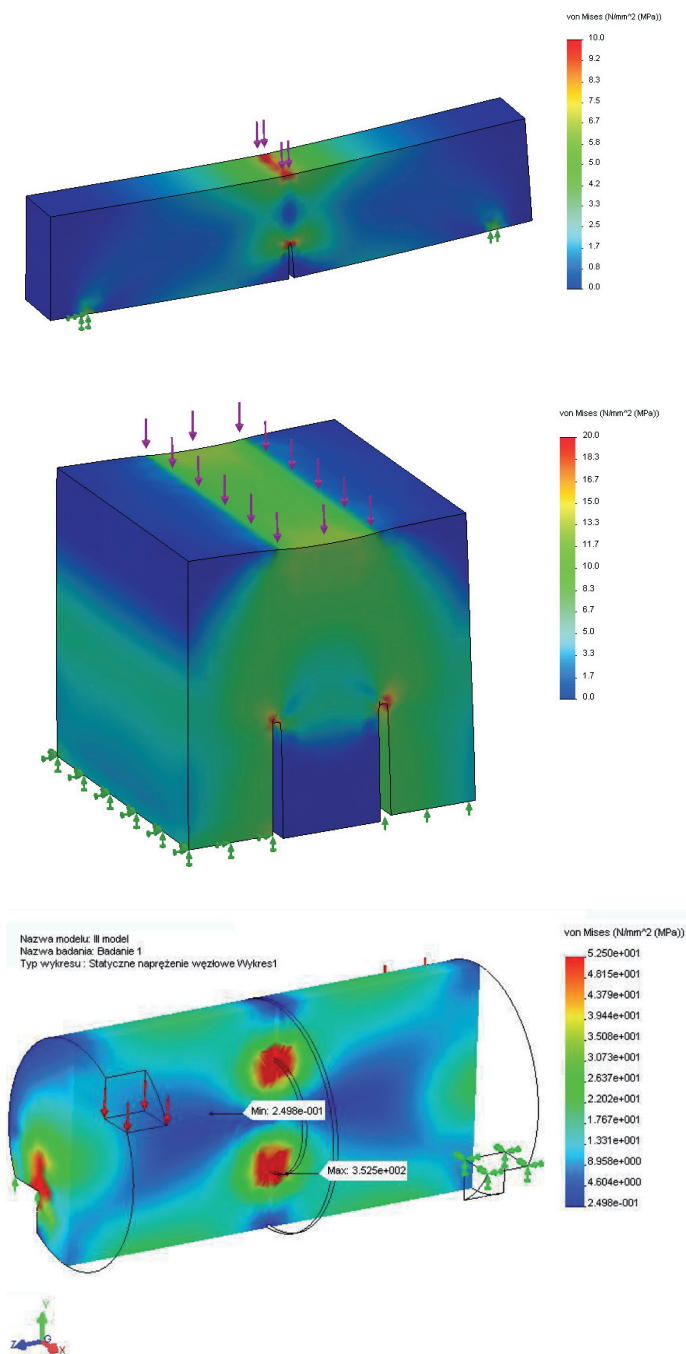 von Mises (N/mm^2 (MPa))
10.0
9.2
8.3
7.5
6.7
5.8
5.0
4.2
3.3
2.5
1.7
0.8
0.0
von Mises (N/mm^2 (MPa))
20.0
18.3
16.7
15.0
13.3
11.7
10.0
8.3
6.7
5.0
3.3
1.7
0.0
Nazwa modelu: III model
Nazwa badania: Badanie 1
Typ wykresu : Statyczne naprężenie węzłowe Wykres1
von Mises (N/mm^2 (MPa))
5.250e+001
4.815e+001
4.379e+001
3.944e+001
3.508e+001
3.073e+001
2.637e+001
2.202e+001
1.767e+001
1.331e+001
8.958e+000
4.604e+000
2.498e-001
Min: 2.498e-001
Max: 3.525e+002
Y
Z
G
X